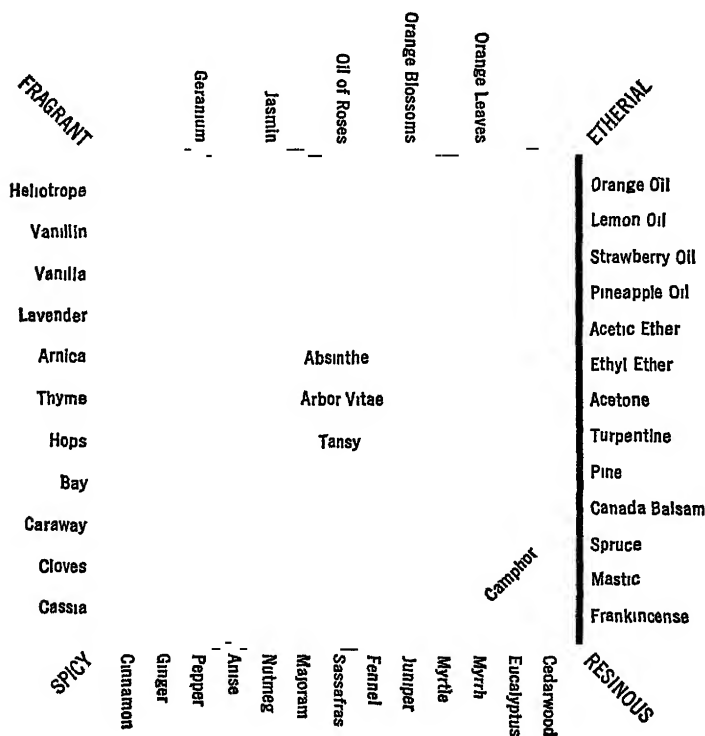 FRAGRANT
Geranium
Jasmin
Oil of Roses
Orange Blossoms
Orange Leaves
ETHERIAL
Heliotrope
Vanillin
Vanilla
Lavender
Arnica
Thyme
Hops
Bay
Caraway
Cloves
Cassia
Absinthe
Arbor Vitae
Tansy
Camphor
Orange Oil
Lemon Oil
Strawberry Oil
Pineapple Oil
Acetic Ether
Ethyl Ether
Acetone
Turpentine
Pine
Canada Balsam
Spruce
Mastic
Frankincense
SPICY
Cinnamon
Ginger
Pepper
Anise
Nutmeg
Majoram
Sassafras
Fennel
Juniper
Myrtle
Myrrh
Eucalyptus
Cedarwood
RESINOUS